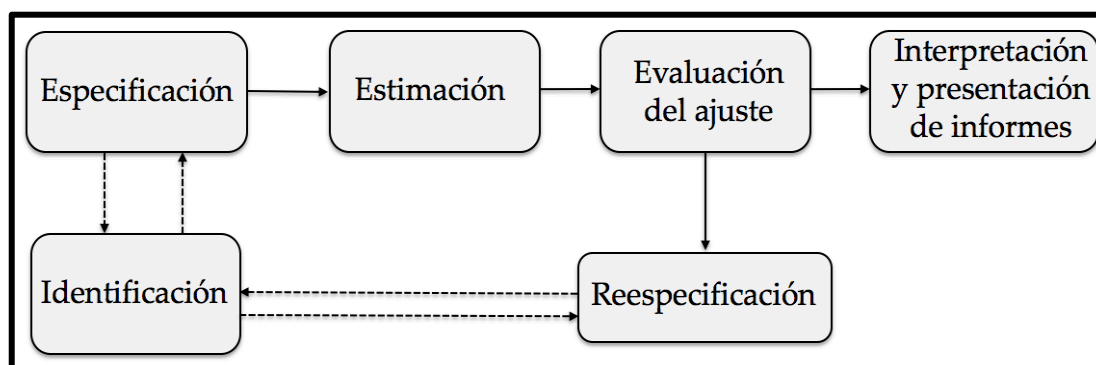 Especificación
Estimación
Evaluación
del ajuste
Interpretación
y presentación
de informes
Identificación
Reespecificación